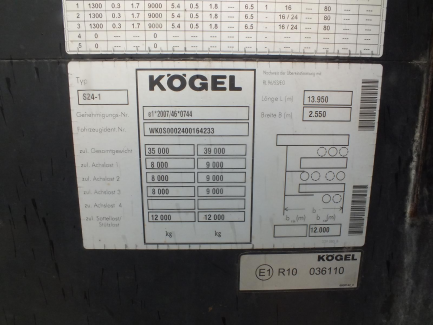 1 1300 0.3 1.7 9000 5.4 0.5 1.8 --- 6.5 1 16 --- 80 --- ---
2 1300 0.3 1.7 9000 5.4 0.5 1.8 --- 6.5 - 16/24 --- 80 --- ---
3 1300 0.3 1.7 9000 5.4 0.5 1.8 --- 6.5 - 16/24 --- 80 --- ---
4 0
5 0
KÖGEL
Typ
S24-1
Genehmigungs-Nr.
e1*2007/46*0744
Fahrzeugident.Nr.
WK0S0002400164233
zul. Gesamtgewicht 35 000 39 000
zul. Achslast 1 8 000 9 000
zul. Achslast 2 8 000 9 000
zul. Achslast 3 8 000 9 000
zul. Sattellast/ 12 000 12 000
kg kg
Länge L (m) 13.950
Breite B (m) 2.550
12.000
KÖGEL
E1 R10 036110